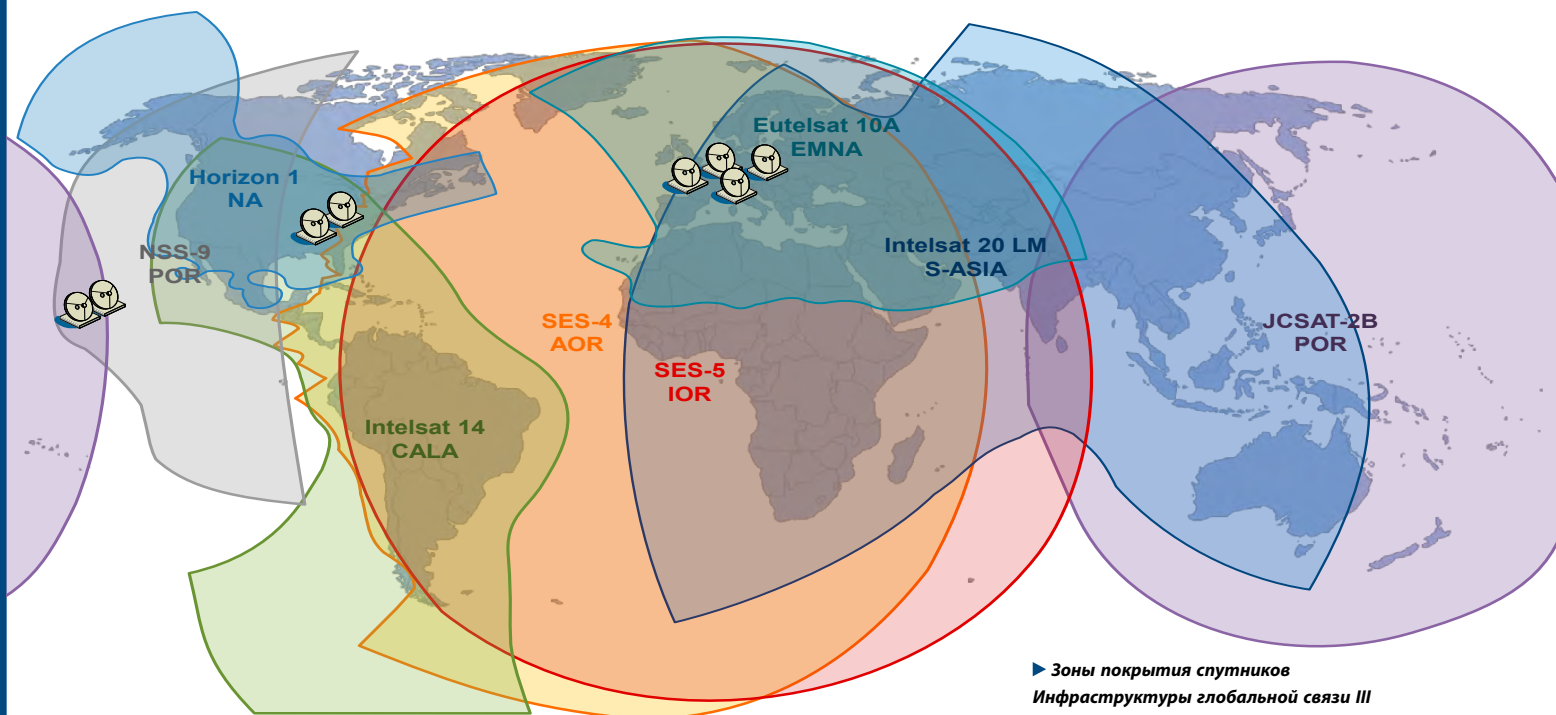 Eutelsat 10A
EMNA
Horizon 1
NA
NSS-9
POR
Intelsat 20 LM
S-ASIA
SES-4
AOR
SES-5
IOR
JCSAT-2B
POR
Intelsat 14
CALA
▶ Зоны покрытия спутников
Инфраструктуры глобальной связи III